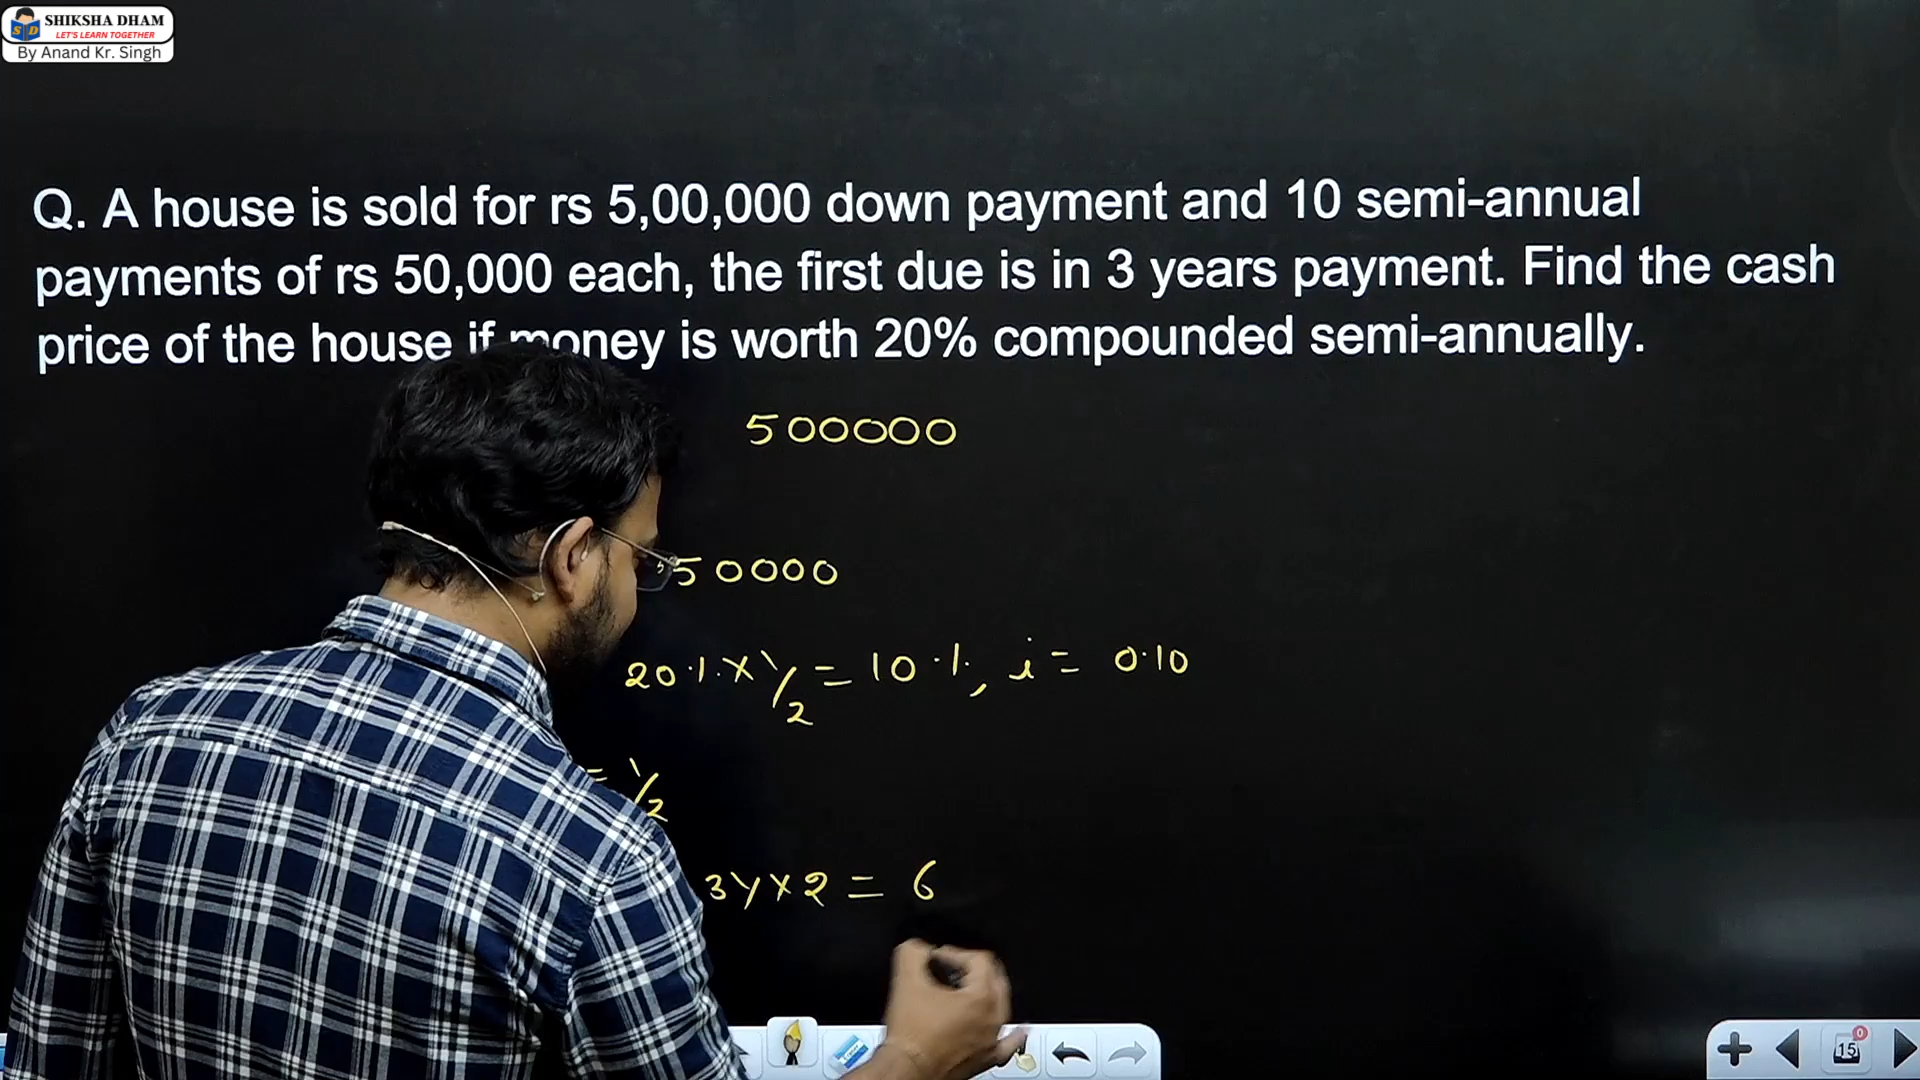 SHIKSHA DHAM
LET'S LEARN TOGETHER
By Anand Kr. Singh
Q. A house is sold for rs 5,00,000 down payment and 10 semi-annual
payments of rs 50,000 each, the first due is in 3 years payment. Find the cash
price of the house if money is worth 20% compounded semi-annually.
500000
50000
20% × 1/2 = 10%, i = 0.10
= 1/2
3y × 2 = 6
15